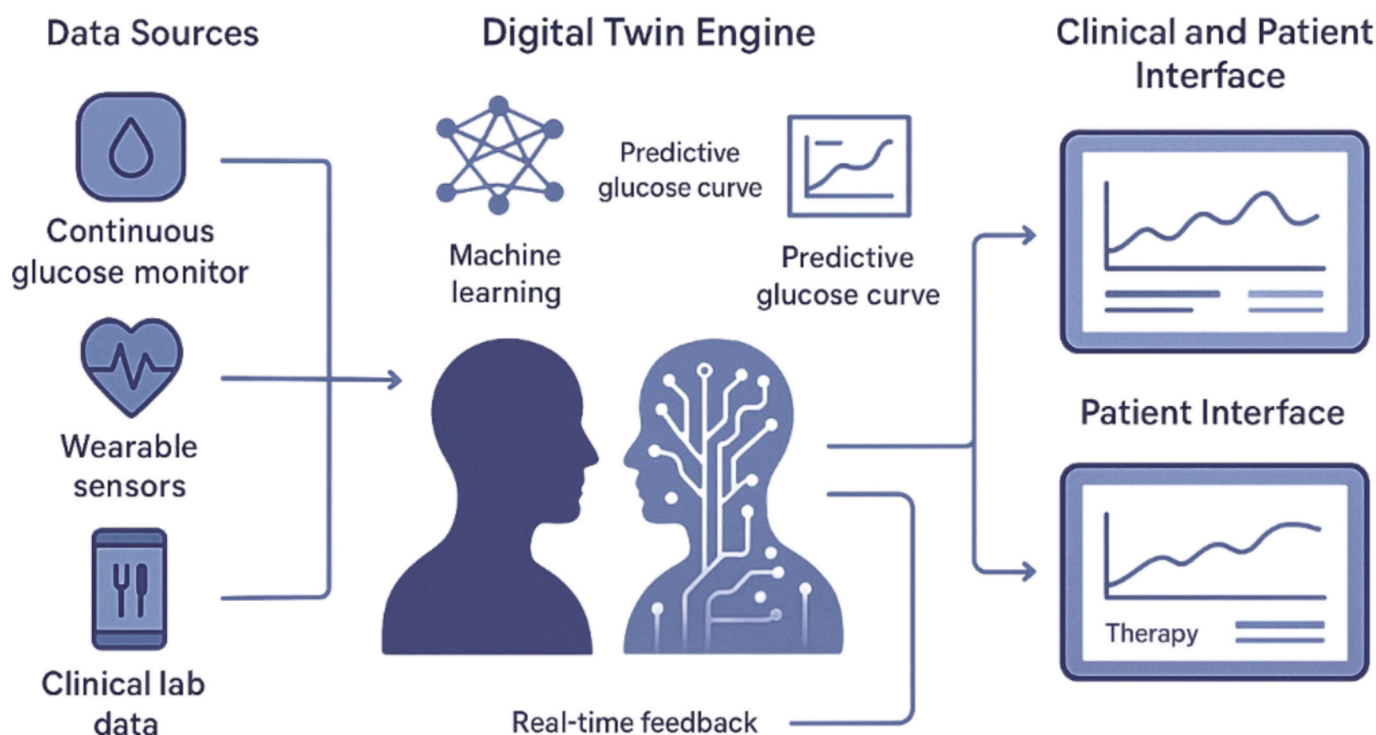 Data Sources
Continuous
glucose monitor
Wearable
sensors
Clinical lab
data
Digital Twin Engine
Machine
learning
Predictive
glucose curve
Predictive
glucose curve
Real-time feedback
Clinical and Patient
Interface
Patient Interface
Therapy